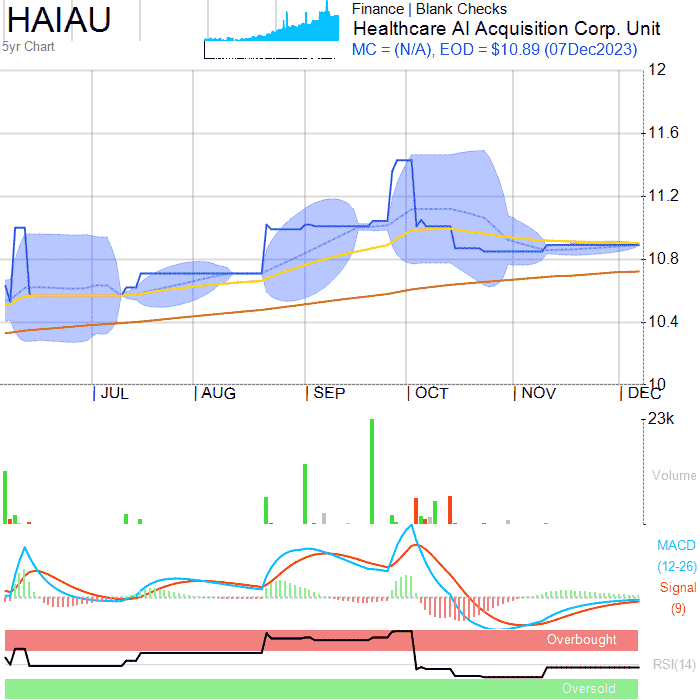 HAIAU
5yr Chart
Finance | Blank Checks
Healthcare AI Acquisition Corp. Unit
MC = (N/A), EOD = $10.89 (07Dec2023)
12
11.6
11.2
10.8
10.4
10
JUL AUG SEP OCT NOV DEC
23k
Volume
MACD
(12-26)
Signal
(9)
Overbought
RSI(14)
Oversold